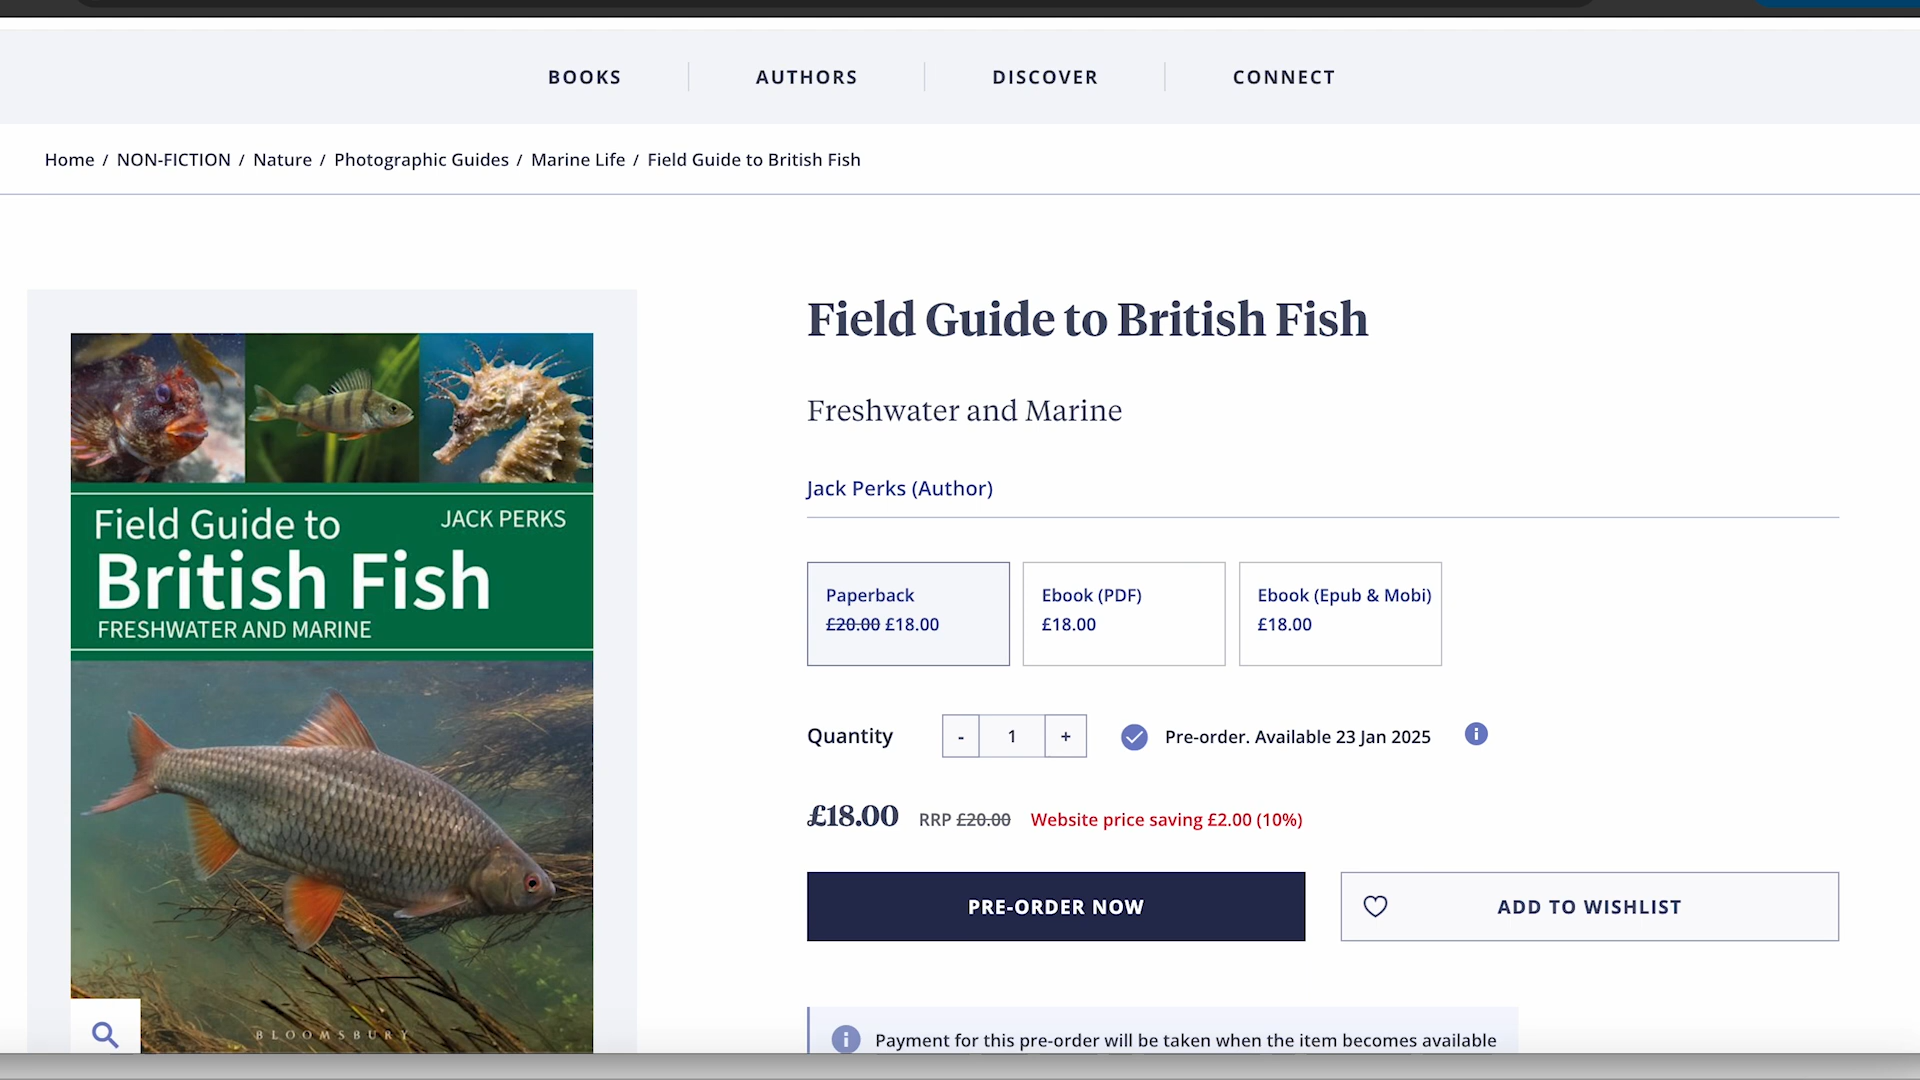 BOOKS
AUTHORS
DISCOVER
CONNECT
Home / NON-FICTION / Nature / Photographic Guides / Marine Life / Field Guide to British Fish
Field Guide to
JACK PERKS
British Fish
FRESHWATER AND MARINE
BLOOMSBURY
Field Guide to British Fish
Freshwater and Marine
Jack Perks (Author)
Paperback
£20.00 £18.00
Ebook (PDF)
£18.00
Ebook (Epub & Mobi)
£18.00
Quantity - 1 + Pre-order. Available 23 Jan 2025 i
£18.00 RRP £20.00 Website price saving £2.00 (10%)
PRE-ORDER NOW
ADD TO WISHLIST
i Payment for this pre-order will be taken when the item becomes available